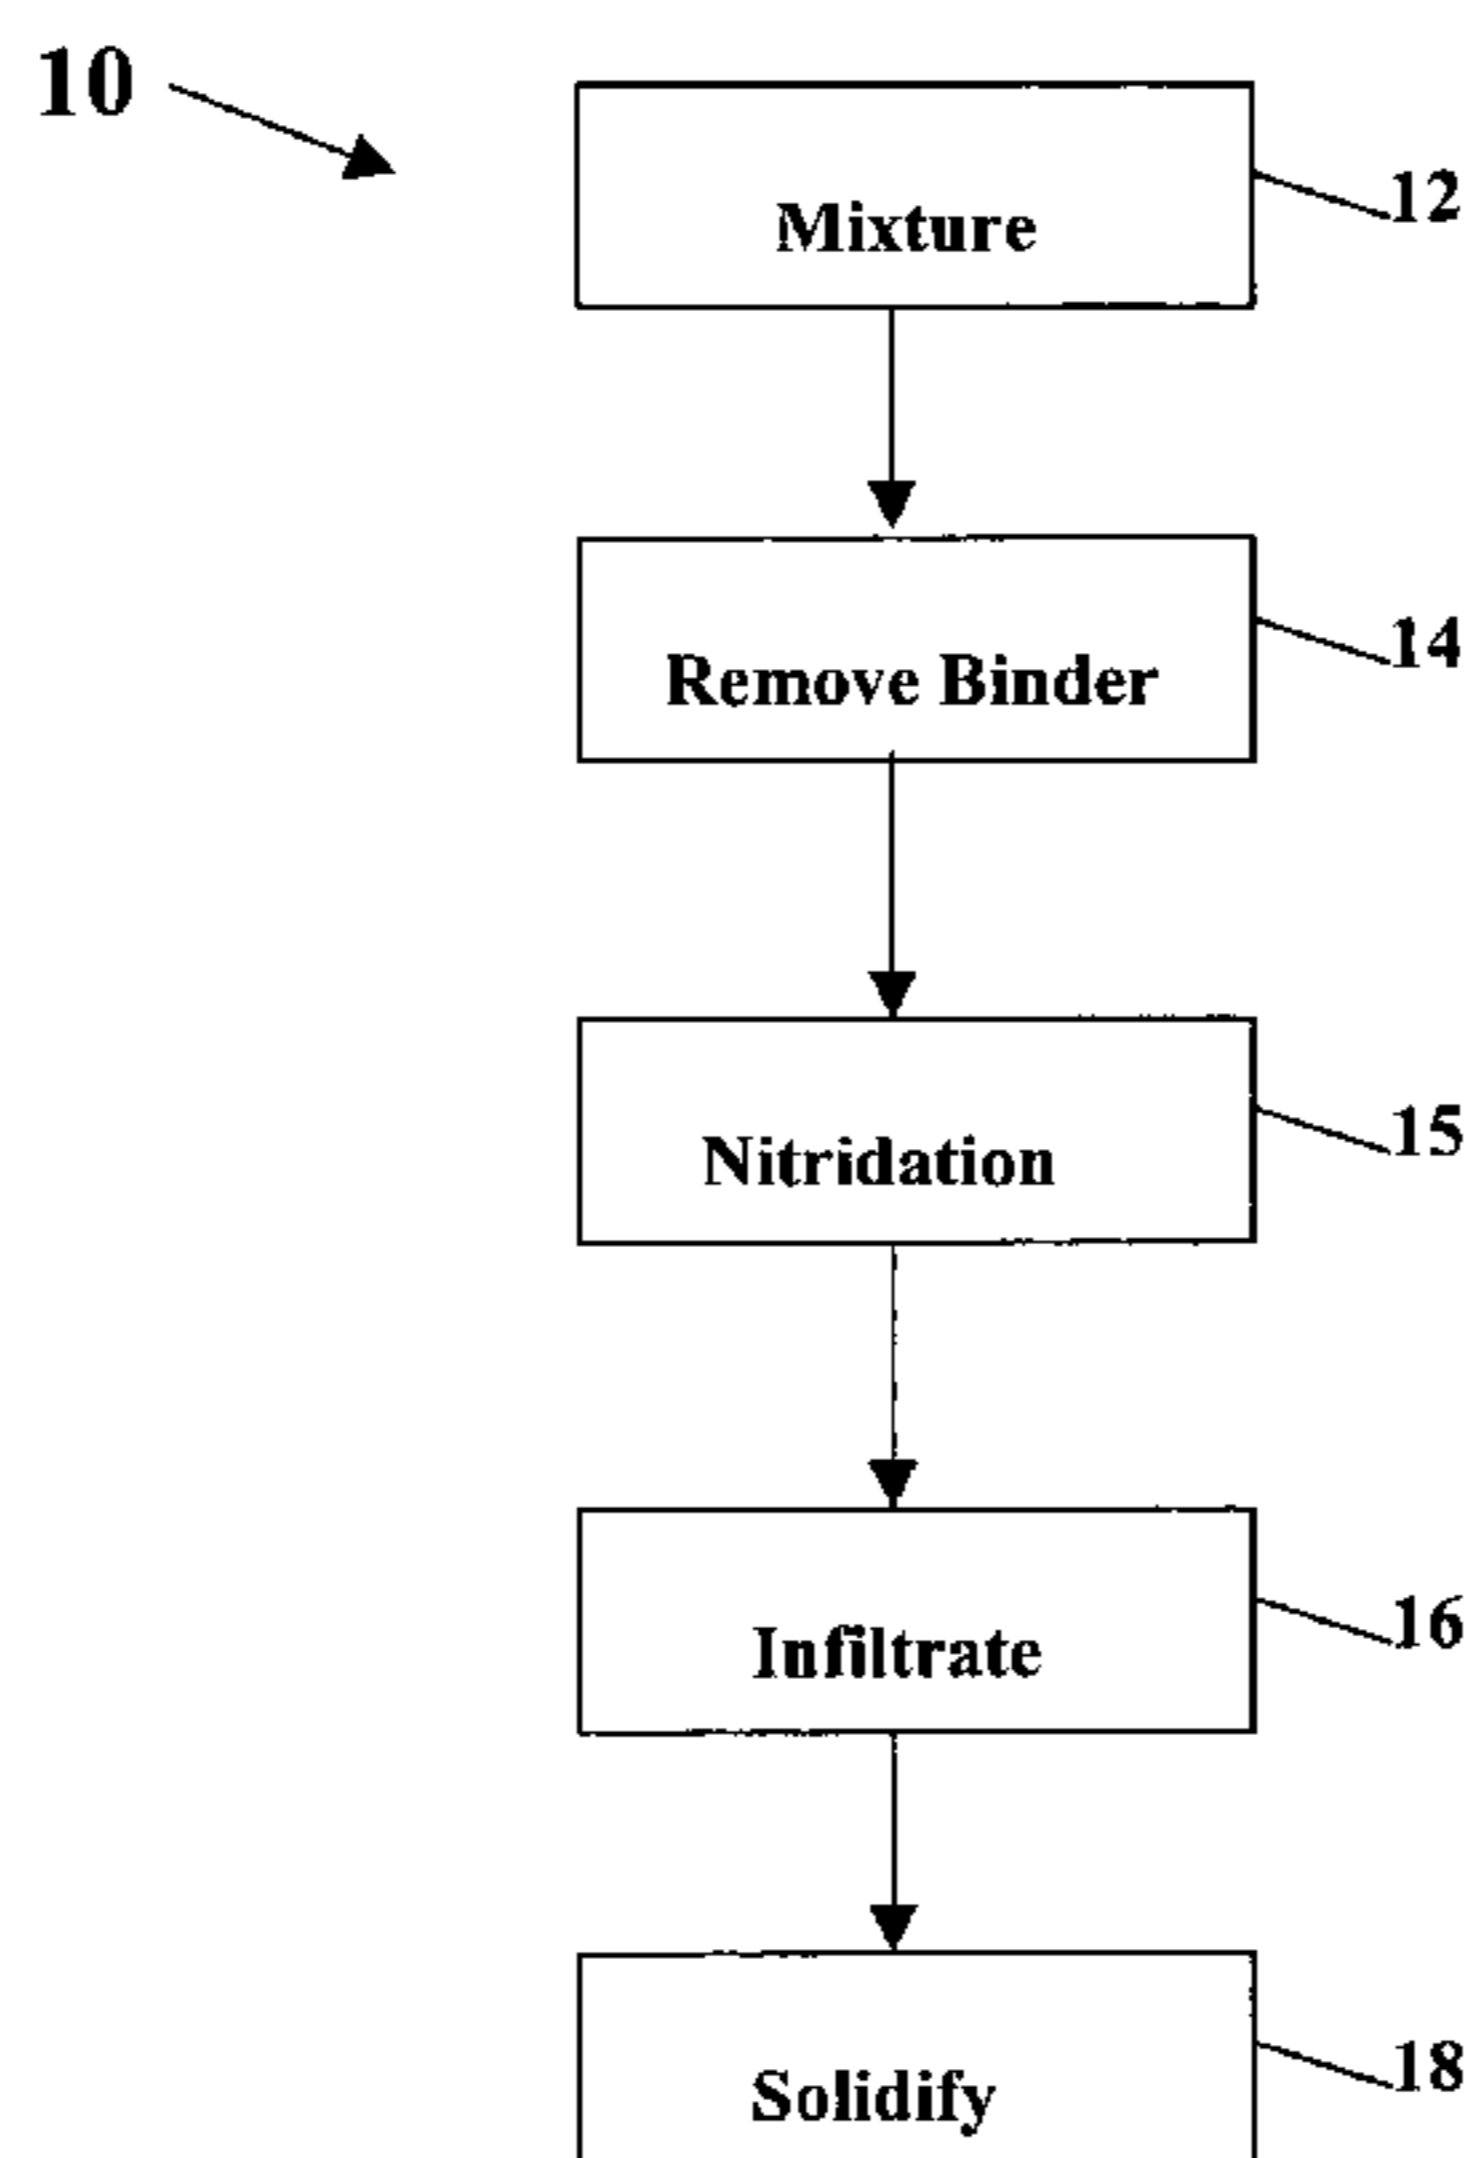 10
Mixture
12
Remove Binder
14
Nitridation
15
Infiltrate
16
Solidify
18